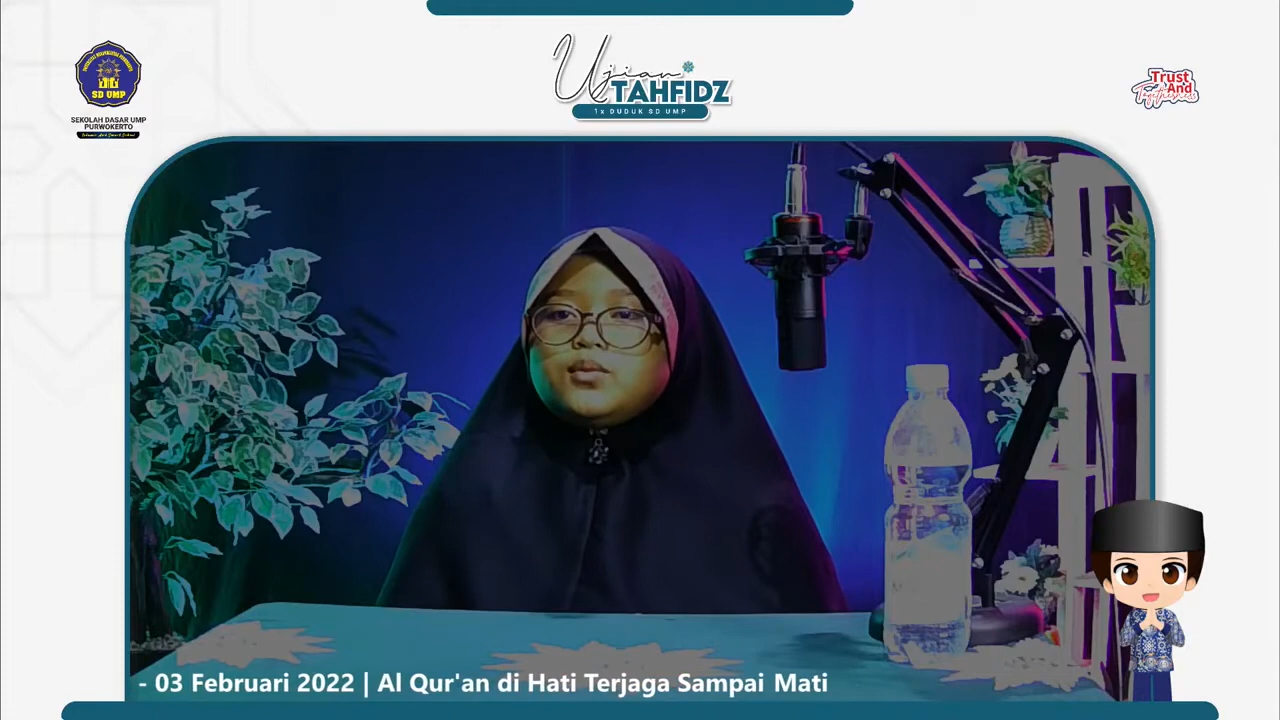 SD UMP
SEKOLAH DASAR UMP
PURWOKERTO
Ujian
TAHFIDZ
1x DUDUK SD UMP
Trust
And
Togetherness
- 03 Februari 2022 | Al Qur'an di Hati Terjaga Sampai Mati